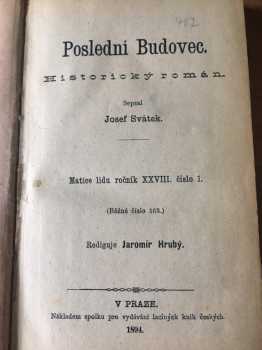 Poslední Budovec.
Historický román.
Sepsal
Josef Svátek.
Matice lidu ročník XXVIII. číslo 1.
(Běžné číslo 163.)
Rediguje Jaromír Hrubý.
V PRAZE.
Nákladem spolku pro vydávání laciných knih českých.
1894.